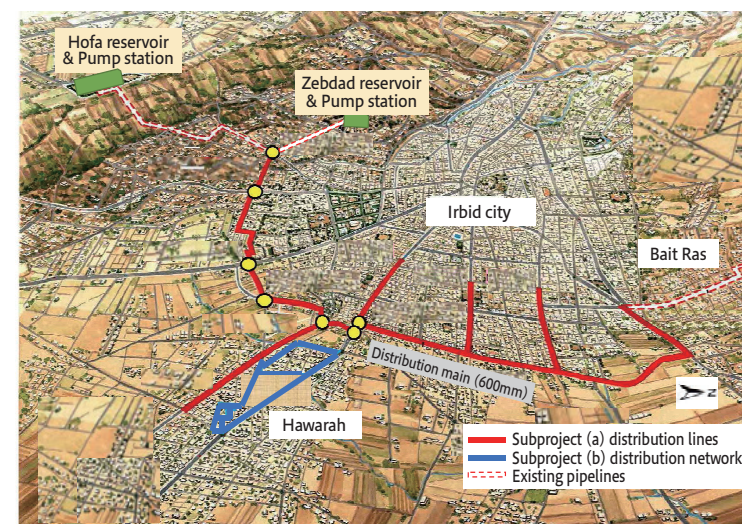 Hofa reservoir
& Pump station
Zebdad reservoir
& Pump station
Irbid city
Bait Ras
Distribution main (600mm)
N
Hawarah
Subproject (a) distribution lines
Subproject (b) distribution network
Existing pipelines